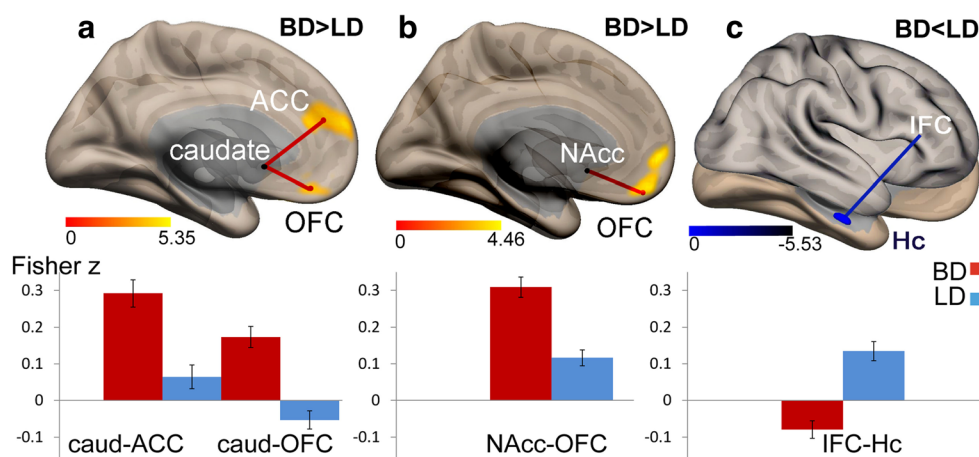 a BD>LD
ACC
caudate
OFC
0 5.35
b BD>LD
NAcc
OFC
0 4.46
c BD<LD
IFC
Hc
0 -5.53
Fisher z
BD
LD
0.3
0.2
0.1
0
-0.1
caud-ACC caud-OFC
0.3
0.2
0.1
0
-0.1
NAcc-OFC
0.3
0.2
0.1
0
-0.1
IFC-Hc